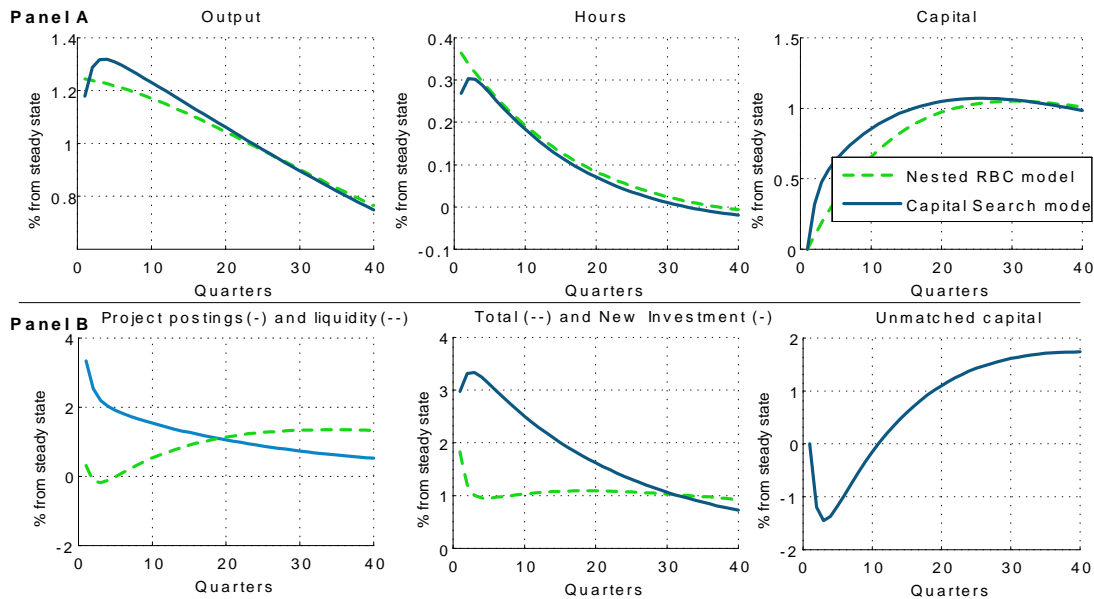 Panel A
Output
Hours
Capital
% from steady state
1.4
1.2
1
0.8
0
10
20
30
40
Quarters
% from steady state
0.4
0.3
0.2
0.1
0
-0.1
0
10
20
30
40
Quarters
% from steady state
1.5
1
0.5
0
0
10
20
30
40
Quarters
Nested RBC model
Capital Search mode
Panel B
Project postings(-) and liquidity(--)
Total (--) and New Investment (-)
Unmatched capital
% from steady state
4
2
0
-2
0
10
20
30
40
Quarters
% from steady state
4
3
2
1
0
0
10
20
30
40
Quarters
% from steady state
2
1
0
-1
-2
0
10
20
30
40
Quarters